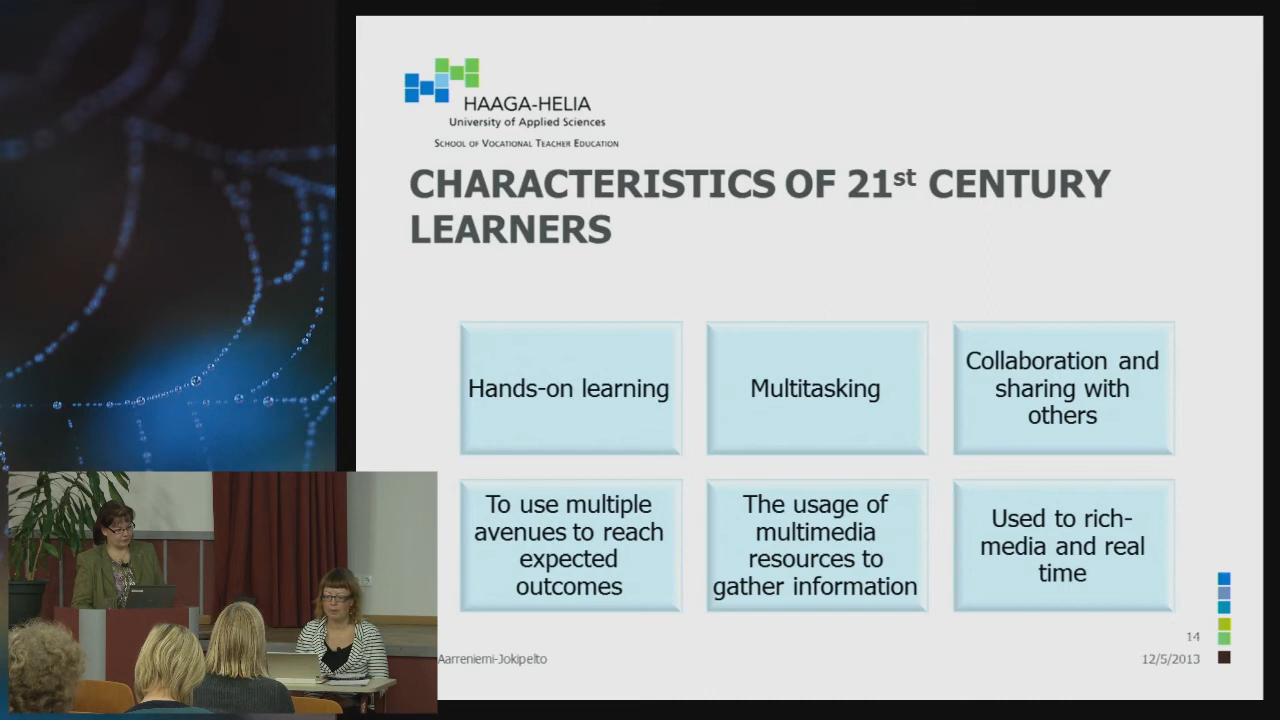 HAAGA-HELIA
University of Applied Sciences
SCHOOL OF VOCATIONAL TEACHER EDUCATION
CHARACTERISTICS OF 21st CENTURY
LEARNERS
Hands-on learning
Multitasking
Collaboration and
sharing with
others
To use multiple
avenues to reach
expected
outcomes
The usage of
multimedia
resources to
gather information
Used to rich-
media and real
time
14
Aarreniemi-Jokipelto
12/5/2013